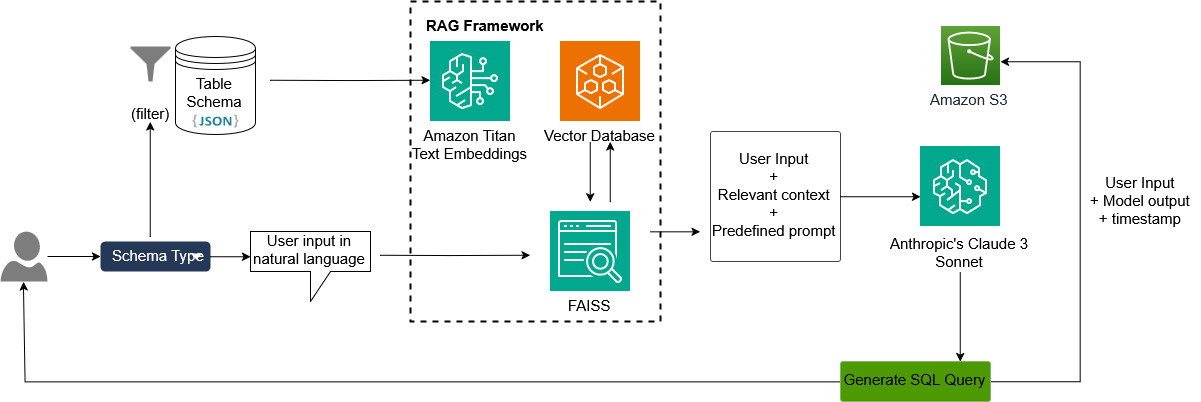 RAG Framework
Table
Schema
{JSON}
(filter)
Amazon Titan
Text Embeddings
Vector Database
Amazon S3
User Input
+
Relevant context
+
Predefined prompt
User Input
+ Model output
+ timestamp
Schema Type
User input in
natural language
Anthropic's Claude 3
Sonnet
FAISS
Generate SQL Query